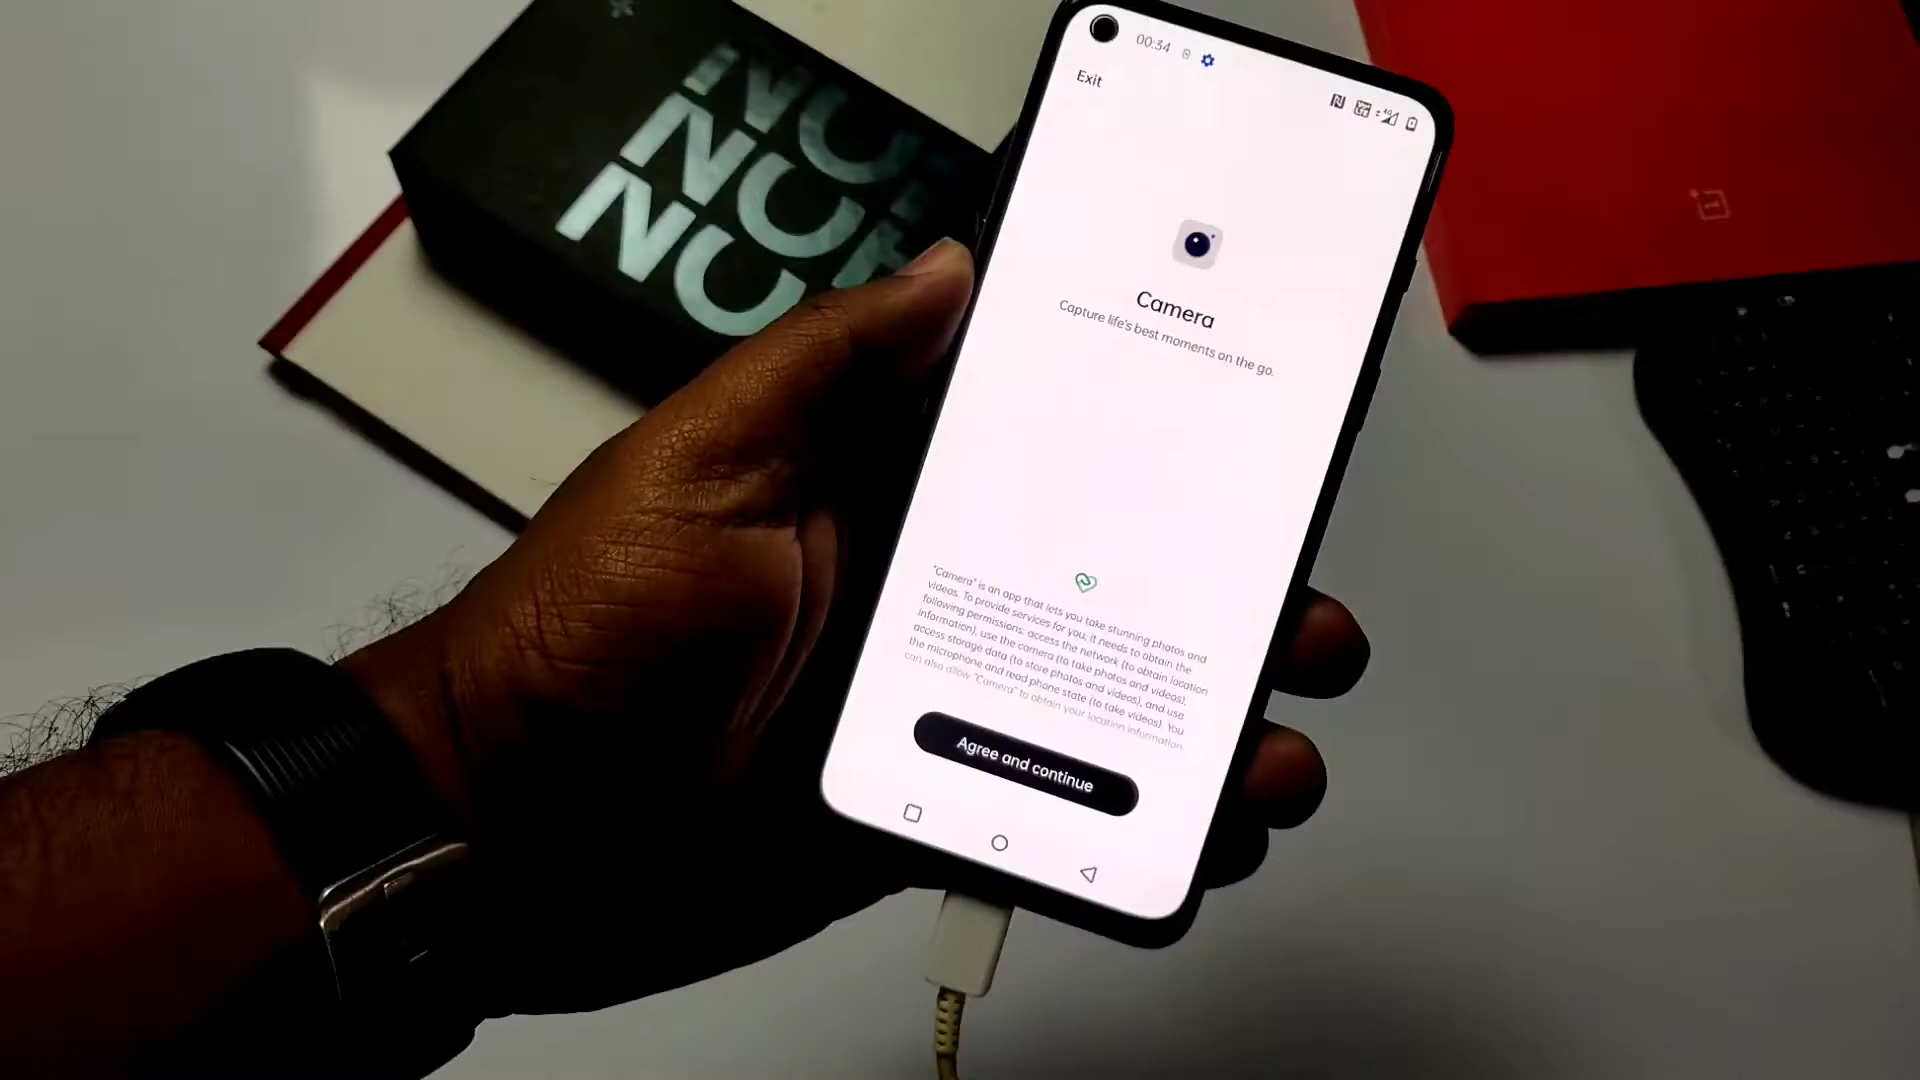 NO
NO
NO
00:34
Exit
Camera
Capture life's best moments on the go.
"Camera" is an app that lets you take stunning photos and
videos. To provide services for you, it needs to obtain the
following permissions: access the network (to obtain location
information), use the camera (to take photos and videos),
access storage data (to store photos and videos), and use
the microphone and read phone state (to take videos). You
can also allow "Camera" to obtain your location information
Agree and continue